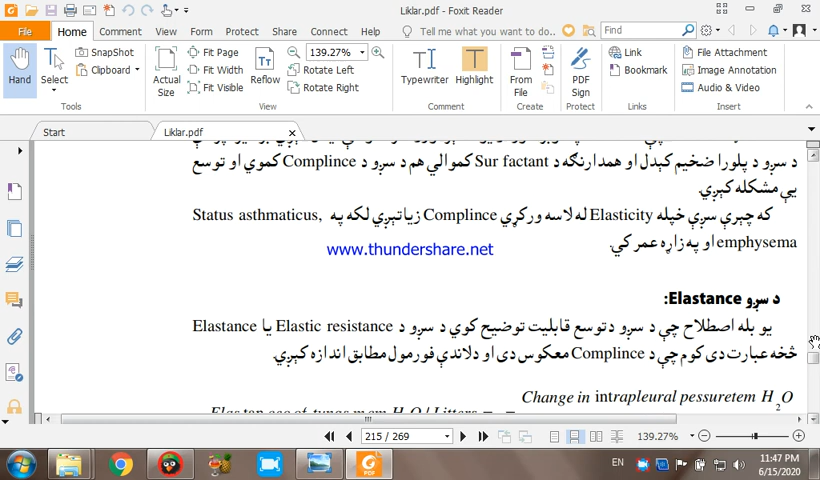 Liklar.pdf - Foxit Reader
File Home Comment View Form Protect Share Connect Help Tell me what you want to do.. Find
Hand Select SnapShot Clipboard Actual Size Fit Page Fit Width Fit Visible Reflow 139.27% Rotate Left Rotate Right Typewriter Highlight From File PDF Sign Link Bookmark File Attachment Image Annotation Audio & Video
Tools View Comment Create Protect Links Insert
Start Liklar.pdf
د سږو د پلورا ضخیم کېدل او همدارنګه د Sur factant کموالي هم د سږو د Complince کموي او توسع
یې مشکله کېږي.
که چېرې سږي خپله Elasticity له لاسه ورکړي Complince زیاتېږي لکه په Status asthmaticus,
emphysema او په زاړه عمر کي.
www.thundershare.net
د سږو Elastance:
یو بله اصطلاح چې د سږو دتوسع قابلیت توضیح کوي د سږو د Elastic resistance یا Elastance
څخه عبارت دی کوم چې د Complince معکوس دی او دلاندې فورمول مطابق اندازه کېږي.
Change in intrapleural pessuretem H₂O
215 / 269 139.27%
EN 11:47 PM
6/15/2020